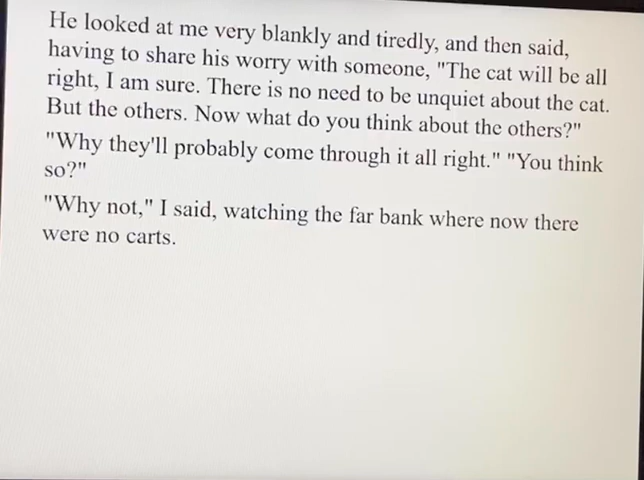 He looked at me very blankly and tiredly, and then said,
having to share his worry with someone, "The cat will be all
right, I am sure. There is no need to be unquiet about the cat.
But the others. Now what do you think about the others?"
"Why they'll probably come through it all right." "You think
so?"
"Why not," I said, watching the far bank where now there
were no carts.